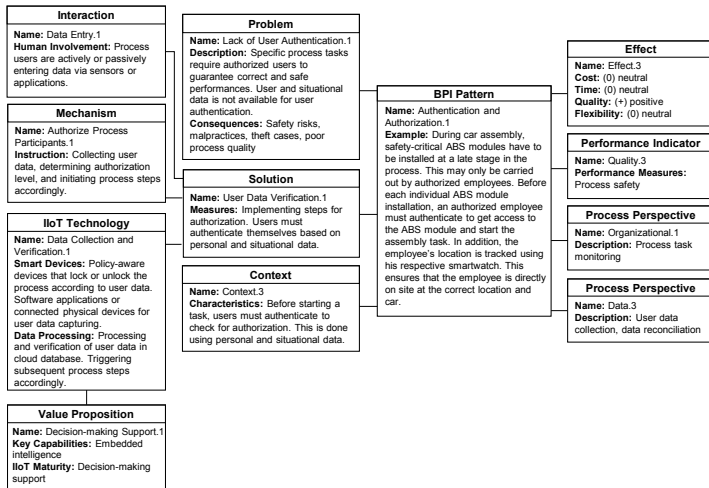 Interaction
Name: Data Entry.1
Human Involvement: Process
users are actively or passively
entering data via sensors or
applications.
Mechanism
Name: Authorize Process
Participants.1
Instruction: Collecting user
data, determining authorization
level, and initiating process steps
accordingly.
IIoT Technology
Name: Data Collection and
Verification.1
Smart Devices: Policy-aware
devices that lock or unlock the
process according to user data.
Software applications or
connected physical devices for
user data capturing.
Data Processing: Processing
and verification of user data in
cloud database. Triggering
subsequent process steps
accordingly.
Value Proposition
Name: Decision-making Support.1
Key Capabilities: Embedded
intelligence
IIoT Maturity: Decision-making
support
Problem
Name: Lack of User Authentication.1
Description: Specific process tasks
require authorized users to
guarantee correct and safe
performances. User and situational
data is not available for user
authentication.
Consequences: Safety risks,
malpractices, theft cases, poor
process quality
Solution
Name: User Data Verification.1
Measures: Implementing steps for
authorization. Users must
authenticate themselves based on
personal and situational data.
Context
Name: Context.3
Characteristics: Before starting a
task, users must authenticate to
check for authorization. This is done
using personal and situational data.
BPI Pattern
Name: Authentication and
Authorization.1
Example: During car assembly,
safety-critical ABS modules have to
be installed at a late stage in the
process. This may only be carried
out by authorized employees. Before
each individual ABS module
installation, an authorized employee
must authenticate to get access to
the ABS module and start the
assembly task. In addition, the
employee's location is tracked using
his respective smartwatch. This
ensures that the employee is directly
on site at the correct location and
car.
Effect
Name: Effect.3
Cost: (0) neutral
Time: (0) neutral
Quality: (+) positive
Flexibility: (0) neutral
Performance Indicator
Name: Quality.3
Performance Measures:
Process safety
Process Perspective
Name: Organizational.1
Description: Process task
monitoring
Process Perspective
Name: Data.3
Description: User data
collection, data reconciliation